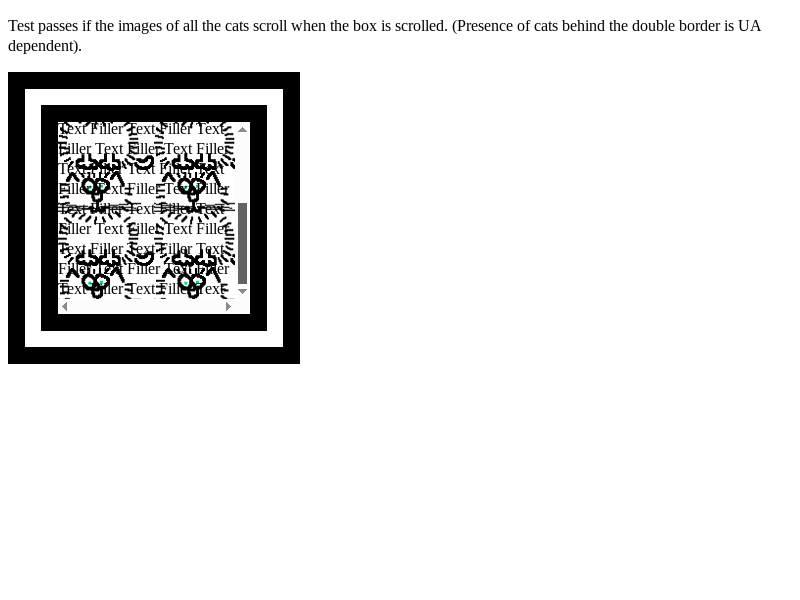 Test passes if the images of all the cats scroll when the box is scrolled. (Presence of cats behind the double border is UA
dependent).
Text Filler Text Filler Text
Filler Text Filler Text Filler
Text Filler Text Filler Text
Filler Text Filler Text Filler
Text Filler Text Filler Text
Filler Text Filler Text Filler
Text Filler Text Filler Text
Filler Text Filler Text Filler
Text Filler Text Filler Text